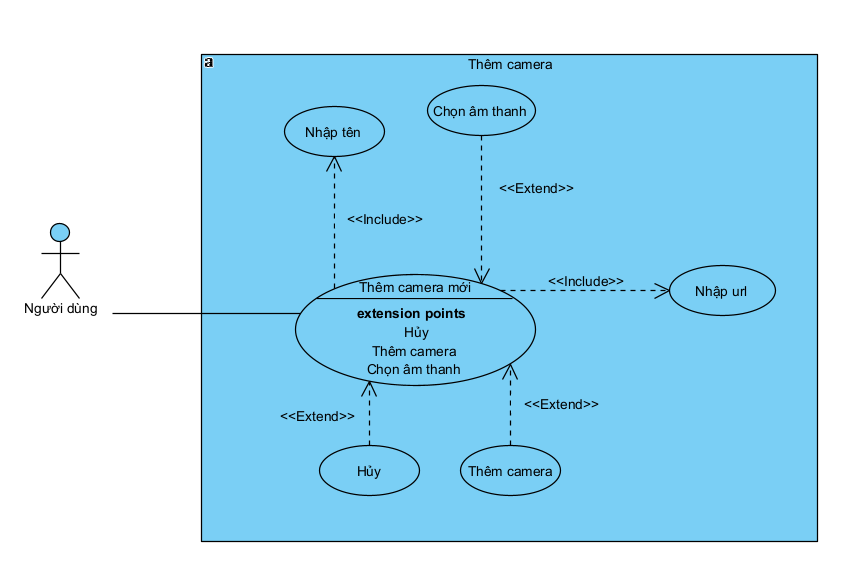 a
Thêm camera
Chọn âm thanh
Nhập tên
<<Extend>>
<<Include>>
<<Include>>
Thêm camera mới
Nhập url
Người dùng
extension points
Hủy
Thêm camera
Chọn âm thanh
<<Extend>>
<<Extend>>
Hủy
Thêm camera